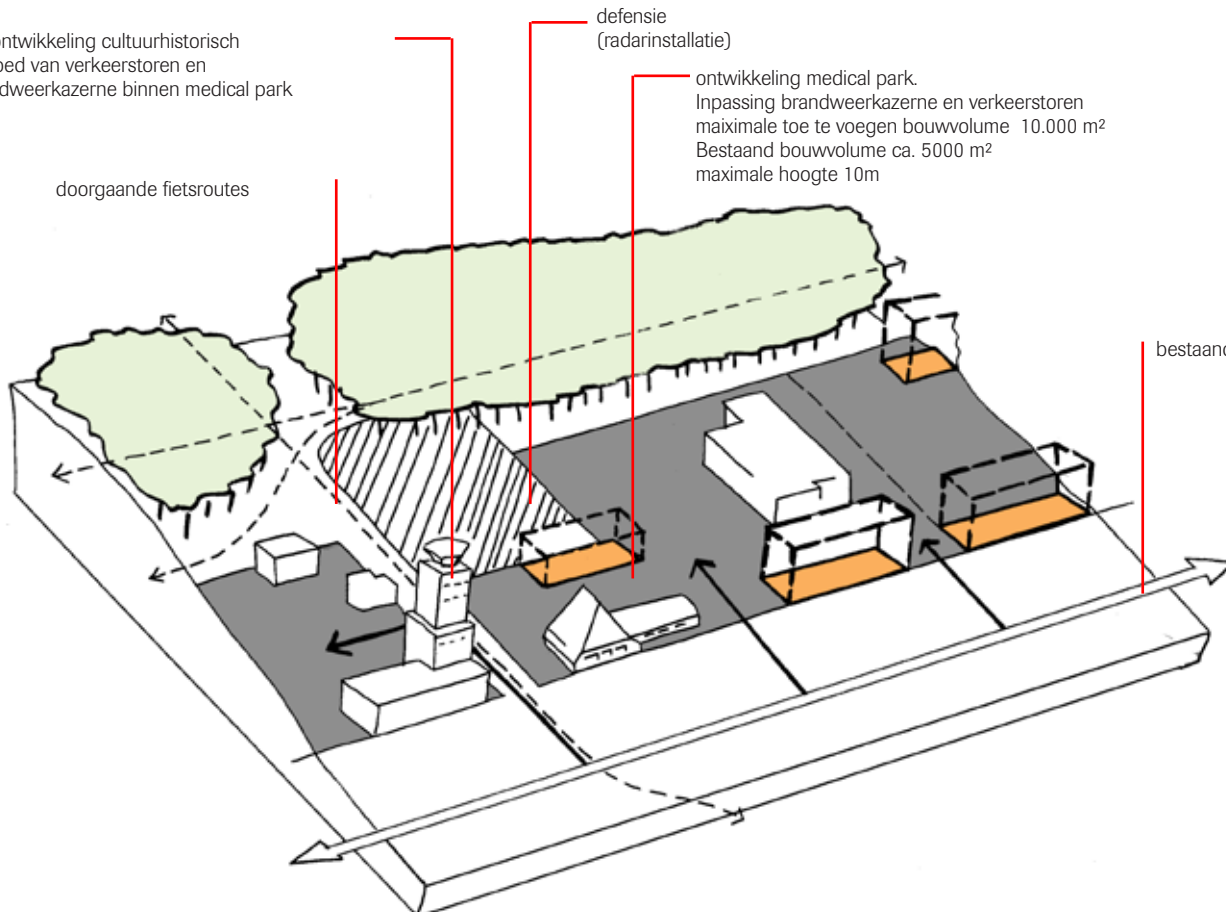 ontwikkeling cultuurhistorisch
oed van verkeerstoren en
dweerkazerne binnen medical park
defensie
(radarinstallatie)
ontwikkeling medical park.
Inpassing brandweerkazerne en verkeerstoren
maiximale toe te voegen bouwvolume 10.000 m²
Bestaand bouwvolume ca. 5000 m²
maximale hoogte 10m
doorgaande fietsroutes
bestaand